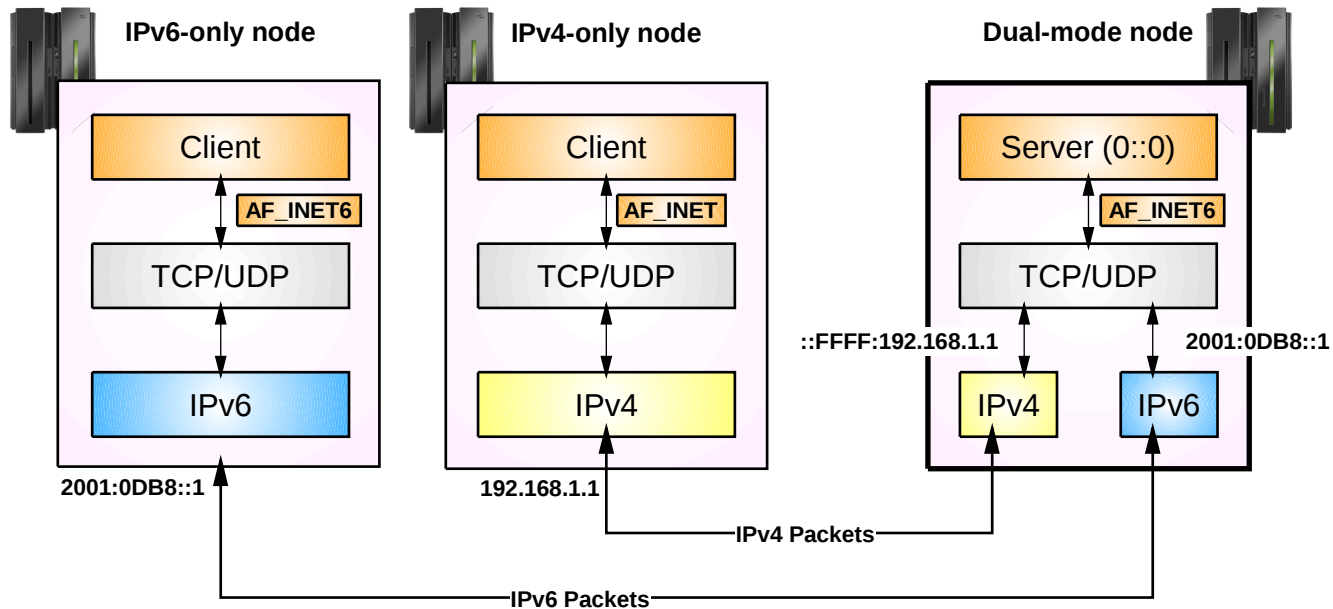 IPv6-only node
IPv4-only node
Dual-mode node
Client
AF_INET6
TCP/UDP
IPv6
2001:0DB8::1
Client
AF_INET
TCP/UDP
IPv4
192.168.1.1
Server (0::0)
AF_INET6
TCP/UDP
::FFFF:192.168.1.1
2001:0DB8::1
IPv4
IPv6
IPv4 Packets
IPv6 Packets